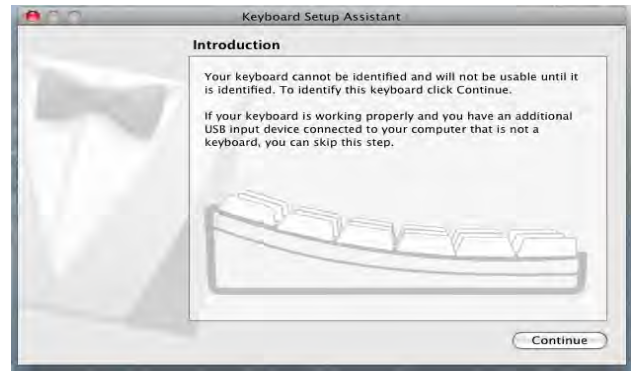 Keyboard Setup Assistant
Introduction
Your keyboard cannot be identified and will not be usable until it
is identified. To identify this keyboard click Continue.
If your keyboard is working properly and you have an additional
USB input device connected to your computer that is not a
keyboard, you can skip this step.
Continue